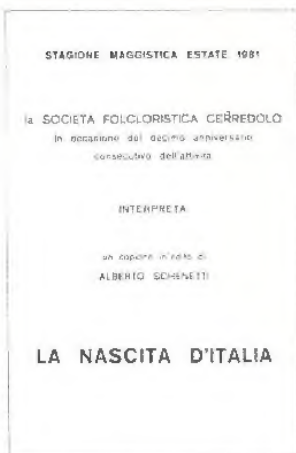 STAGIONE MAGGISTICA ESTATE 1981
la SOCIETA FOLCLORISTICA CERREDOLO
in occasione del decimo anniversario
consecutivo dell'attività
INTERPRETA
un copione inedito di
ALBERTO SCHENETTI
LA NASCITA D'ITALIA